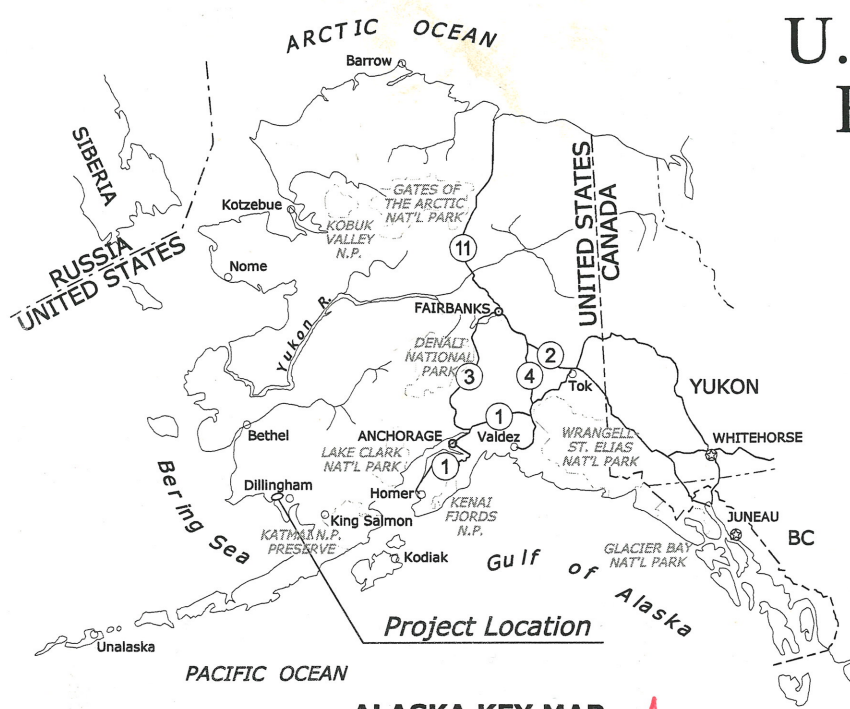 U.
ARCTIC OCEAN
Barrow
SIBERIA
UNITED STATES
CANADA
GATES OF
THE ARCTIC
NAT'L PARK
Kotzebue
KOBUK
VALLEY
N.P.
11
RUSSIA
UNITED STATES
Nome
Yukon R.
FAIRBANKS
DENALI
NATIONAL
PARK
2
3
4
Tok
YUKON
1
Bethel
ANCHORAGE
Valdez
WRANGELL-
ST. ELIAS
NAT'L PARK
WHITEHORSE
LAKE CLARK
NAT'L PARK
1
Bering Sea
Dillingham
Homer
KENAI
FJORDS
N.P.
King Salmon
KATMAI N.P.
PRESERVE
JUNEAU
BC
Kodiak
Gulf of Alaska
GLACIER BAY
NAT'L PARK
Project Location
Unalaska
PACIFIC OCEAN
ALASKA KEY MAP